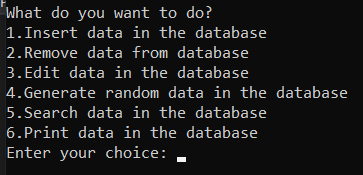 What do you want to do?
1.Insert data in the database
2.Remove data from database
3.Edit data in the database
4.Generate random data in the database
5.Search data in the database
6.Print data in the database
Enter your choice: